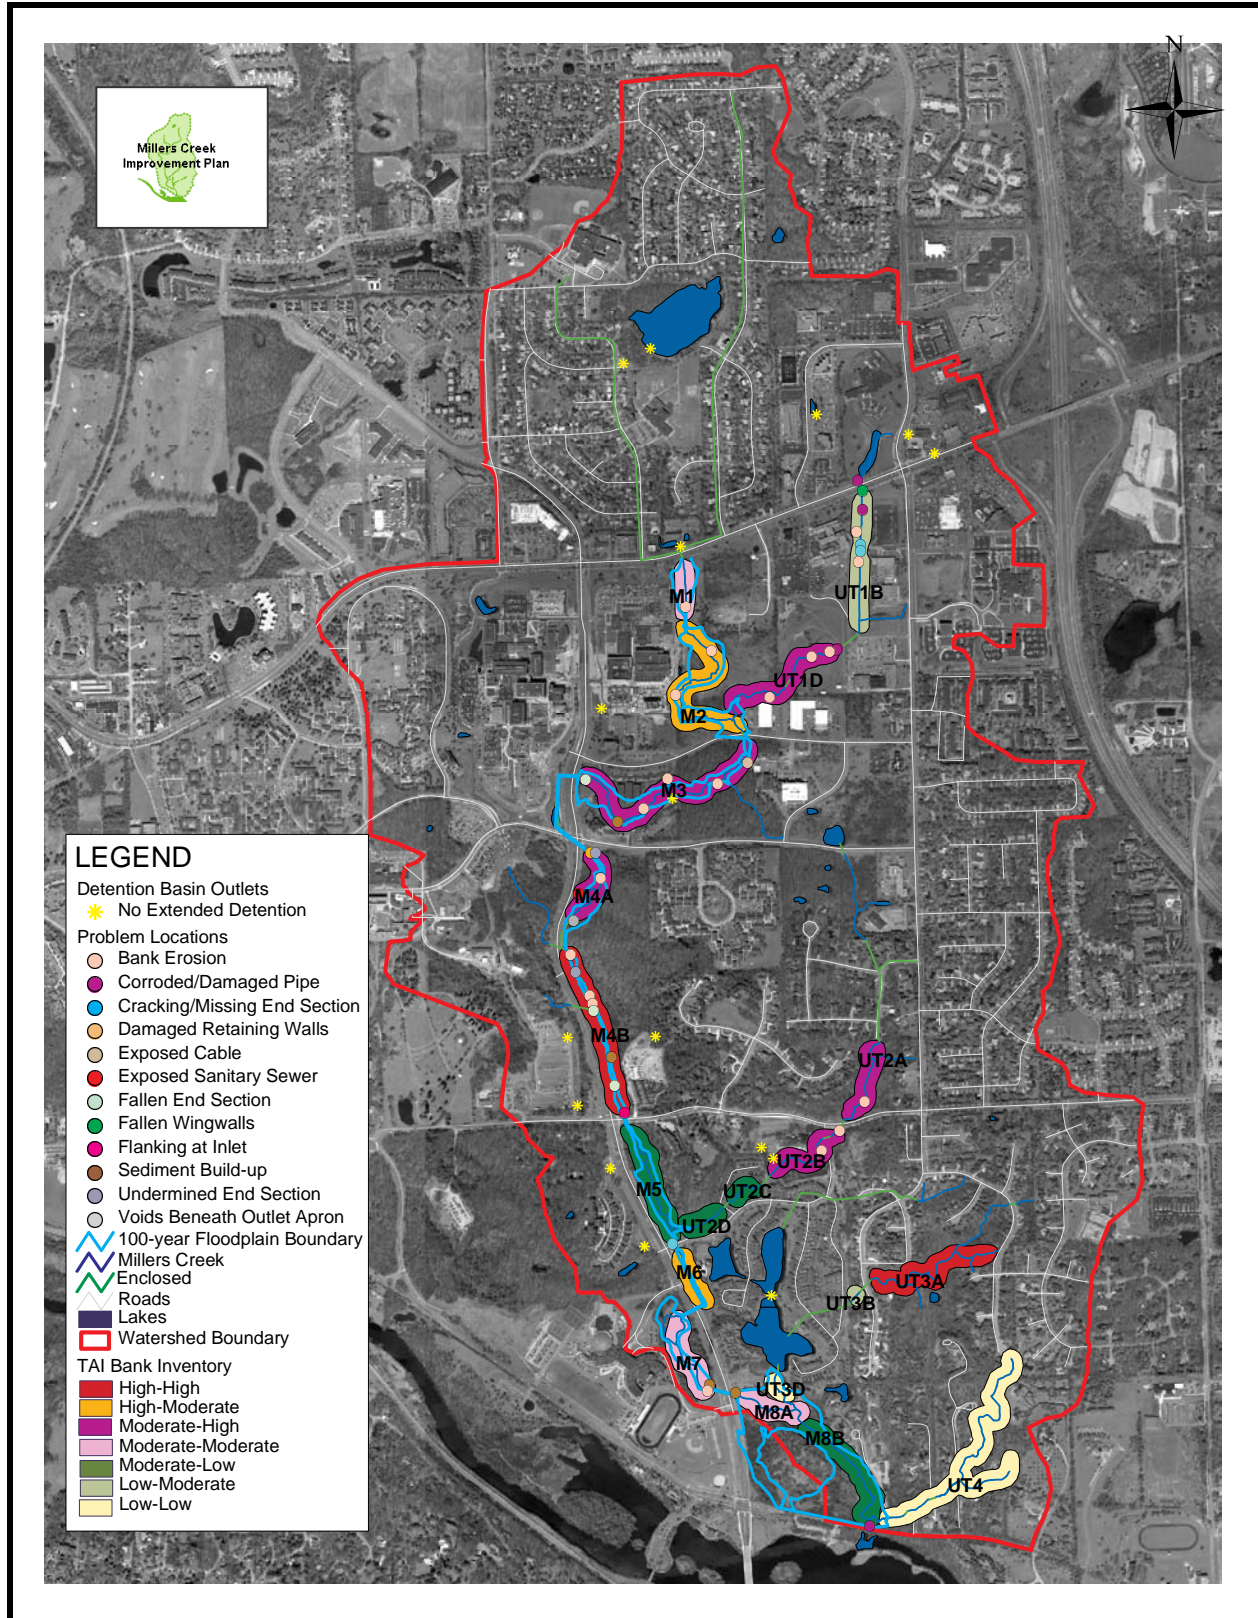 N
Millers Creek
Improvement Plan
UT1B
M1
UT1D
M2
M3
LEGEND
Detention Basin Outlets
No Extended Detention
Problem Locations
Bank Erosion
Corroded/Damaged Pipe
Cracking/Missing End Section
Damaged Retaining Walls
Exposed Cable
Exposed Sanitary Sewer
Fallen End Section
Fallen Wingwalls
Flanking at Inlet
Sediment Build-up
Undermined End Section
Voids Beneath Outlet Apron
100-year Floodplain Boundary
Millers Creek
Enclosed
Roads
Lakes
Watershed Boundary
TAI Bank Inventory
High-High
High-Moderate
Moderate-High
Moderate-Moderate
Moderate-Low
Low-Moderate
Low-Low
M4A
M4B
UT2A
UT2B
M5
UT2C
UT2D
M6
UT3A
UT3B
M7
UT3D
M8A
M8B
UT4